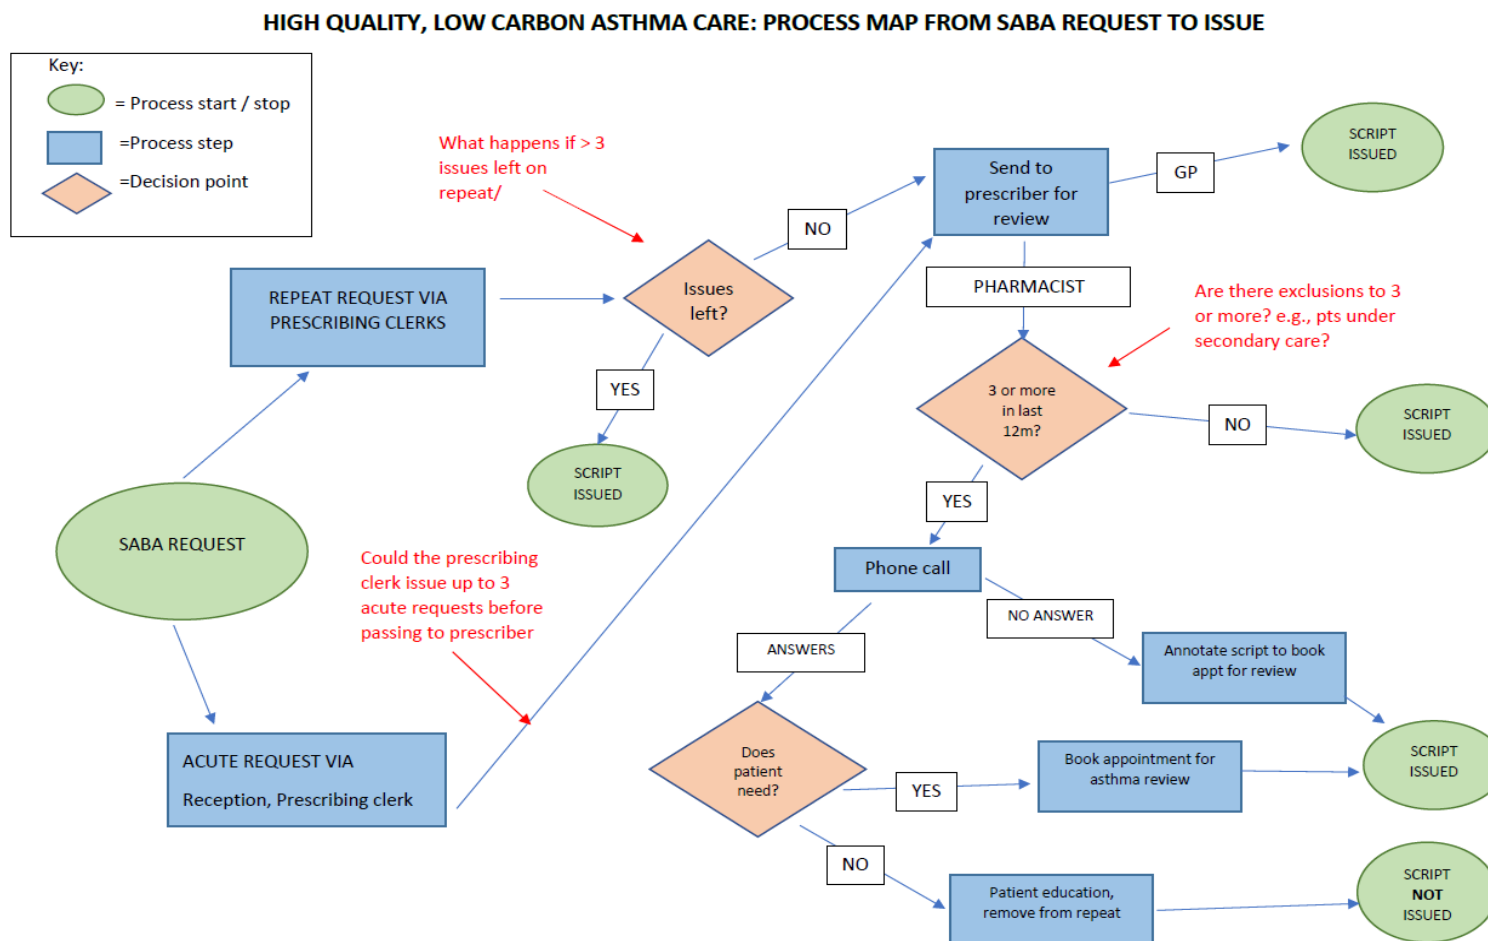 HIGH QUALITY, LOW CARBON ASTHMA CARE: PROCESS MAP FROM SABA REQUEST TO ISSUE
Key:
= Process start / stop
=Process step
=Decision point
What happens if > 3
issues left on
repeat/
Send to
prescriber for
review
GP
SCRIPT
ISSUED
NO
REPEAT REQUEST VIA
PRESCRIBING CLERKS
Issues
left?
PHARMACIST
Are there exclusions to 3
or more? e.g., pts under
secondary care?
YES
3 or more
in last
12m?
NO
SCRIPT
ISSUED
SCRIPT
ISSUED
YES
SABA REQUEST
Could the prescribing
clerk issue up to 3
acute requests before
passing to prescriber
Phone call
NO ANSWER
ANSWERS
Annotate script to book
appt for review
ACUTE REQUEST VIA
Reception, Prescribing clerk
Does
patient
need?
YES
Book appointment for
asthma review
SCRIPT
ISSUED
NO
Patient education,
remove from repeat
SCRIPT
NOT
ISSUED